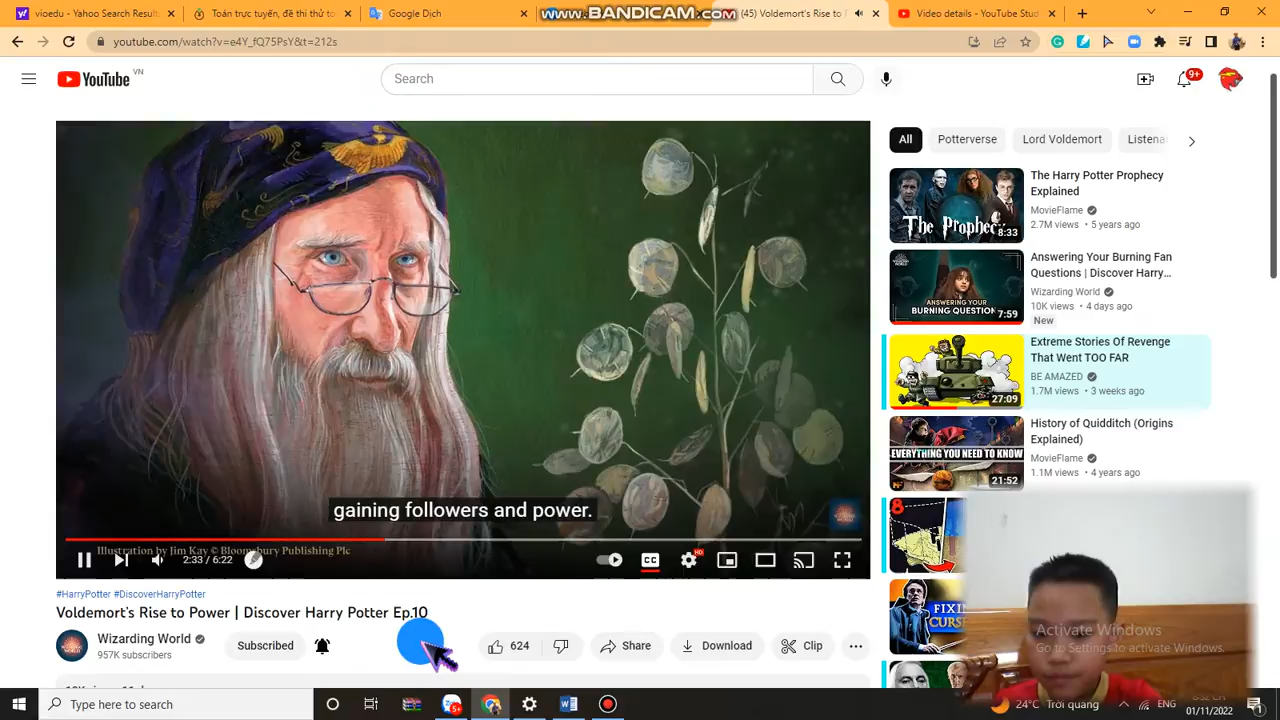 vioedu - Yahoo Search Resul
Toán trực tuyến, đề thi thử to
Google Dịch
www.BANDICAM.com
(45) Voldemort's Rise to P
Video details - YouTube Stud
youtube.com/watch?v=e4Y_fQ75PsY&t=212s
YouTube VN
Search
9+
All
Potterverse
Lord Voldemort
Listena
The Harry Potter Prophecy
Explained
MovieFlame
2.7M views • 5 years ago
The Prophec
8:33
Answering Your Burning Fan
Questions | Discover Harry...
Wizarding World
10K views • 4 days ago
New
ANSWERING YOUR
BURNING QUESTION
7:59
Extreme Stories Of Revenge
That Went TOO FAR
BE AMAZED
1.7M views • 3 weeks ago
27:09
History of Quidditch (Origins
Explained)
MovieFlame
1.1M views • 4 years ago
EVERYTHING YOU NEED TO KNOW
21:52
8
FIXIN
CURSE
gaining followers and power.
Illustration by Jim Kay © Bloomsbury Publishing Plc
2:33 / 6:22
CC
HD
#HarryPotter #DiscoverHarryPotter
Voldemort's Rise to Power | Discover Harry Potter Ep.10
Wizarding World
957K subscribers
Subscribed
624
Share
Download
Clip
Activate Windows
Go to Settings to activate Windows.
Type here to search
5+
24°C Trời quang
ENG
01/11/2022
1